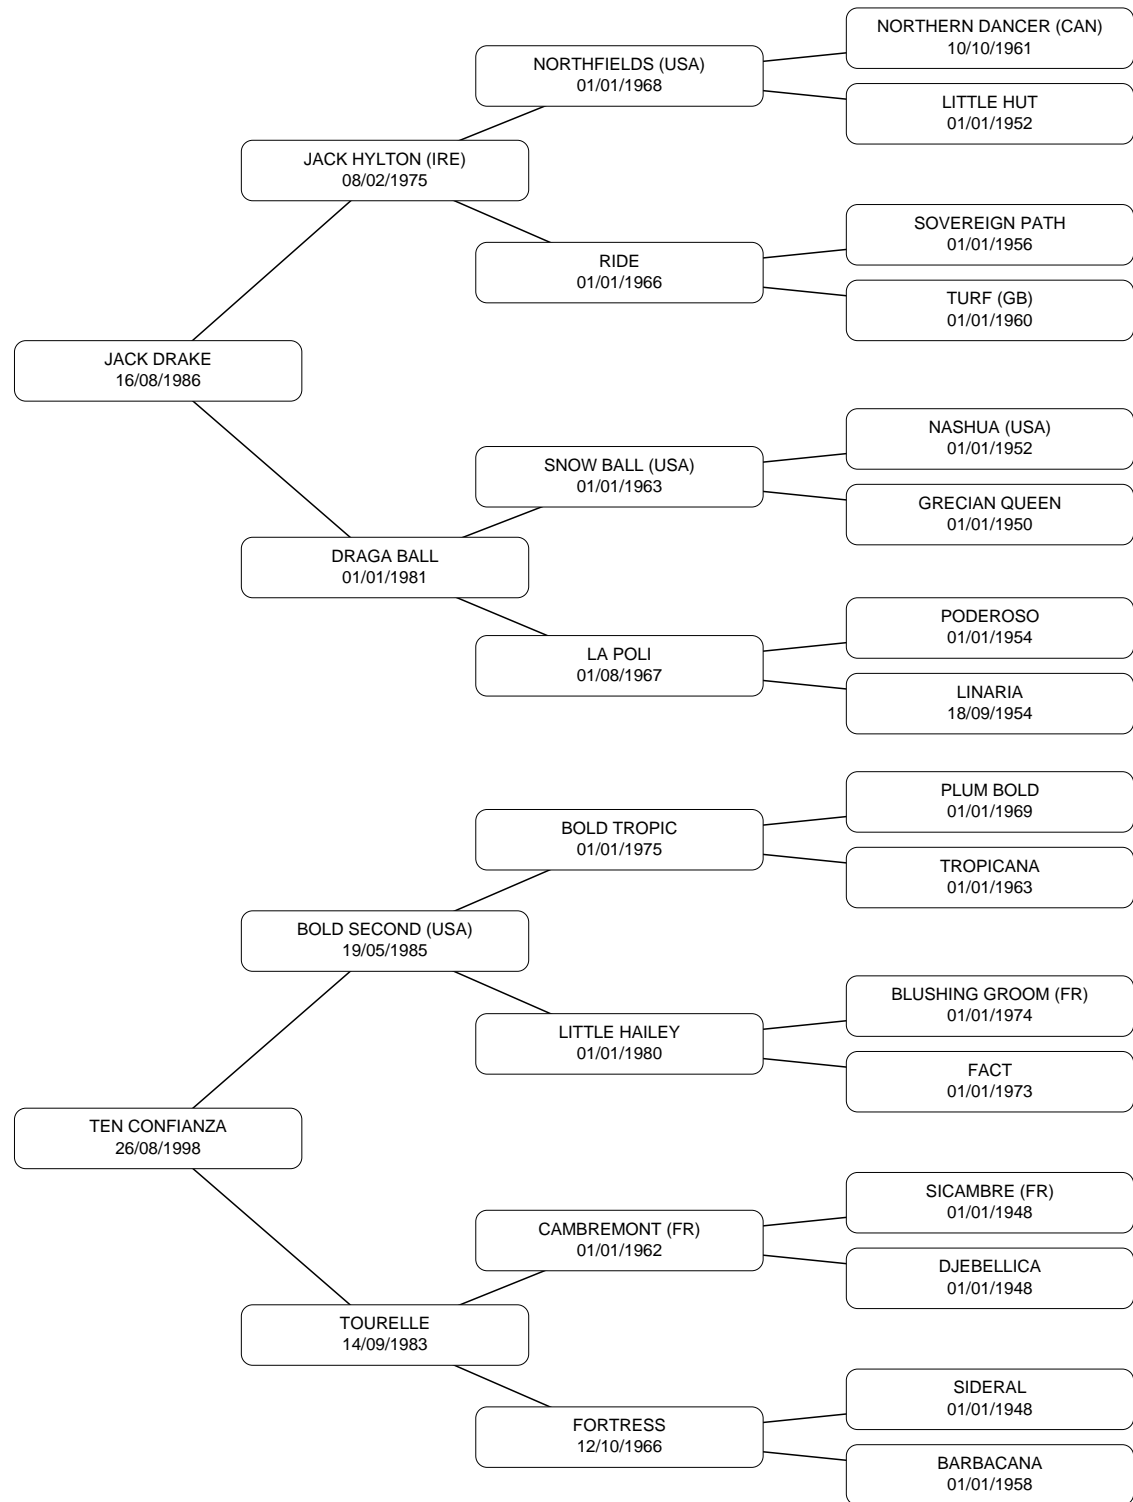 NORTHERN DANCER (CAN)
10/10/1961
NORTHFIELDS (USA)
01/01/1968
LITTLE HUT
01/01/1952
JACK HYLTON (IRE)
08/02/1975
SOVEREIGN PATH
01/01/1956
RIDE
01/01/1966
TURF (GB)
01/01/1960
JACK DRAKE
16/08/1986
NASHUA (USA)
01/01/1952
SNOW BALL (USA)
01/01/1963
GRECIAN QUEEN
01/01/1950
DRAGA BALL
01/01/1981
PODEROSO
01/01/1954
LA POLI
01/08/1967
LINARIA
18/09/1954
PLUM BOLD
01/01/1969
BOLD TROPIC
01/01/1975
TROPICANA
01/01/1963
BOLD SECOND (USA)
19/05/1985
BLUSHING GROOM (FR)
01/01/1974
LITTLE HAILEY
01/01/1980
FACT
01/01/1973
TEN CONFIANZA
26/08/1998
SICAMBRE (FR)
01/01/1948
CAMBREMONT (FR)
01/01/1962
DJEBELLICA
01/01/1948
TOURELLE
14/09/1983
SIDERAL
01/01/1948
FORTRESS
12/10/1966
BARBACANA
01/01/1958